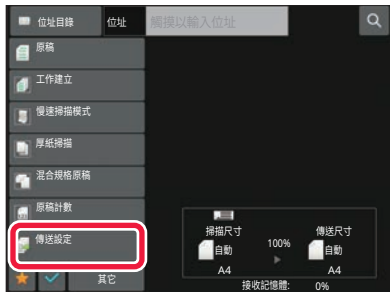 位址目錄 位址 觸摸以輸入位址
原稿
工作建立
慢速掃描模式
厚紙掃描
混合規格原稿
原稿計數
傳送設定
其它
掃描尺寸 傳送尺寸
自動 100% 自動
A4 A4
接收記憶體: 0%